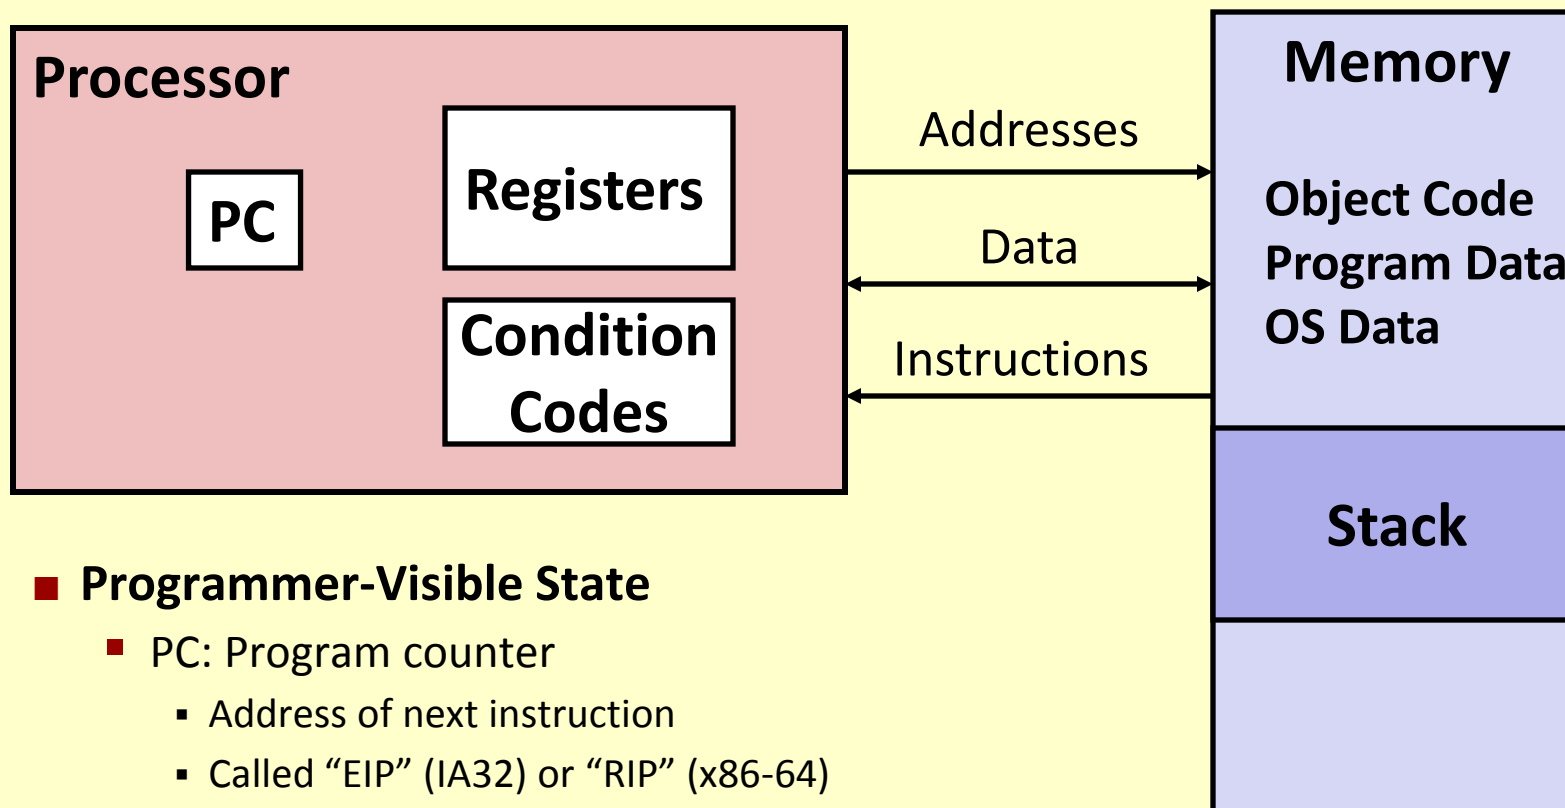 Processor
PC
Registers
Condition
Codes
Addresses
Data
Instructions
Memory
Object Code
Program Data
OS Data
Stack
■ Programmer-Visible State
▪ PC: Program counter
▪ Address of next instruction
▪ Called “EIP” (IA32) or “RIP” (x86-64)